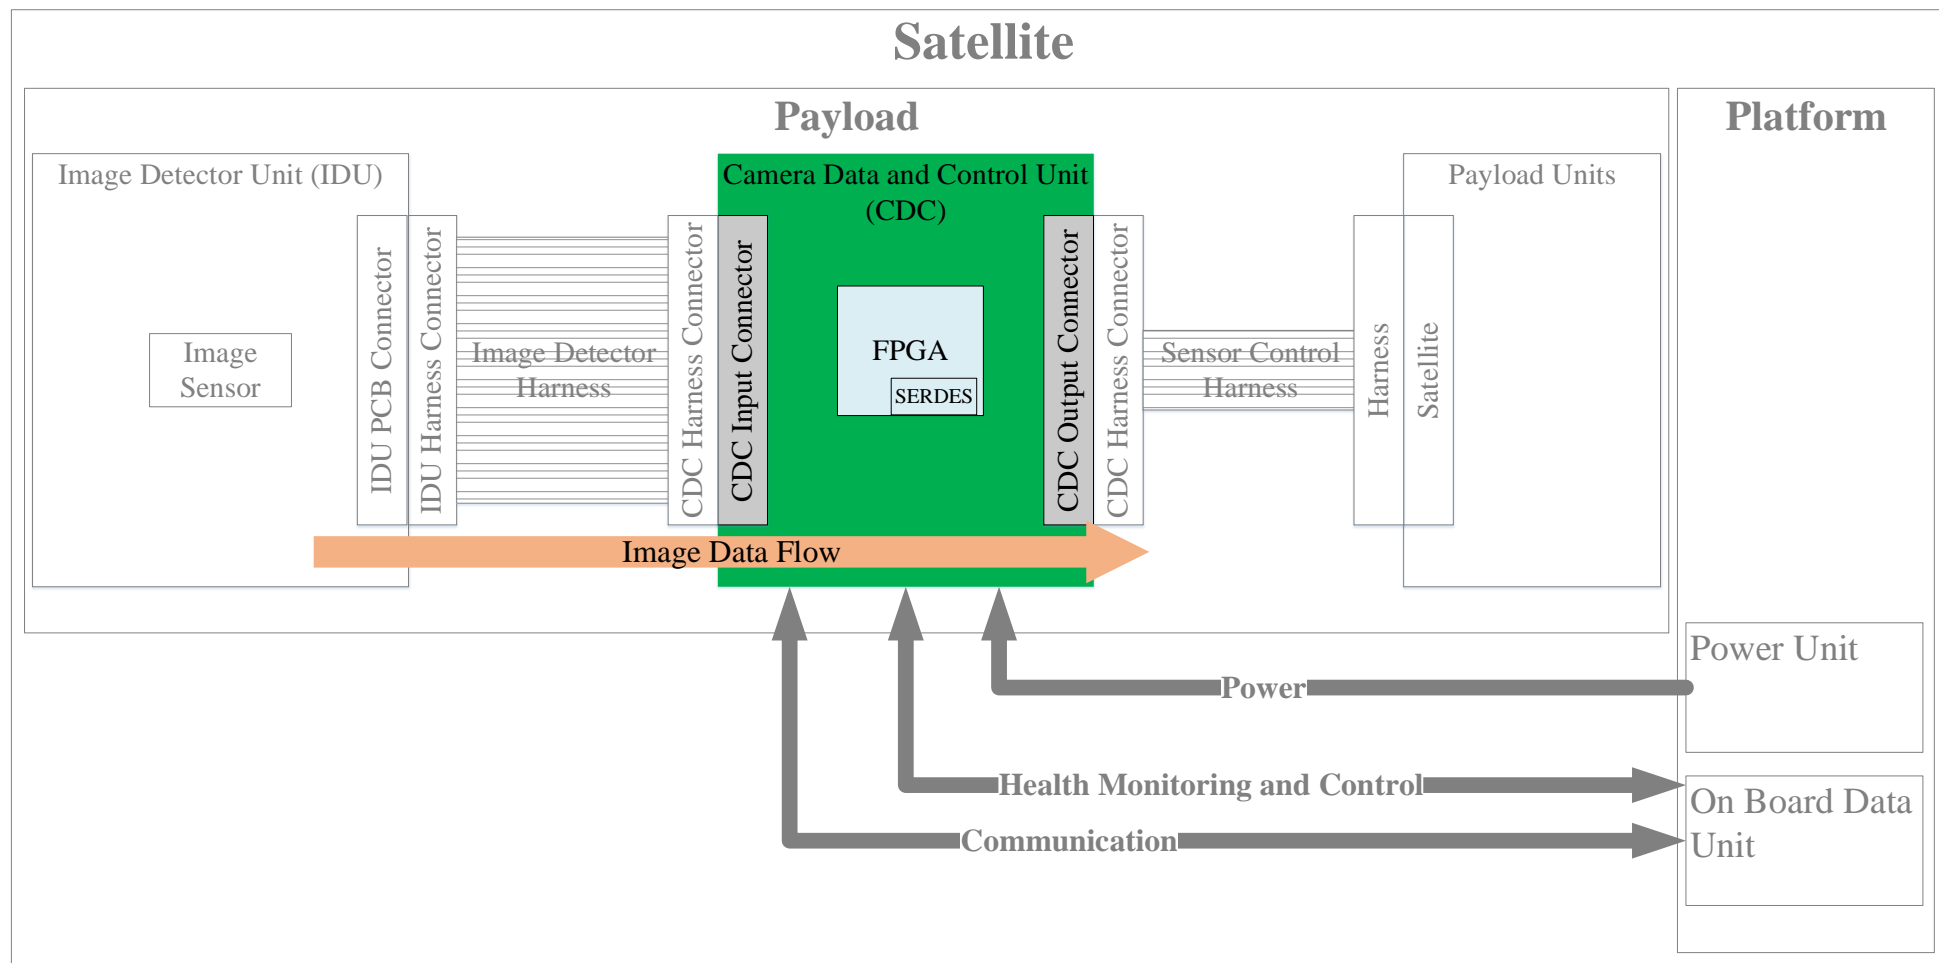 Satellite
Payload
Platform
Image Detector Unit (IDU)
Camera Data and Control Unit
(CDC)
Payload Units
Image
Sensor
IDU PCB Connector
IDU Harness Connector
Image Detector
Harness
CDC Harness Connector
CDC Input Connector
FPGA
SERDES
CDC Output Connector
CDC Harness Connector
Sensor Control
Harness
Harness
Satellite
Image Data Flow
Power Unit
Power
Health Monitoring and Control
On Board Data
Unit
Communication